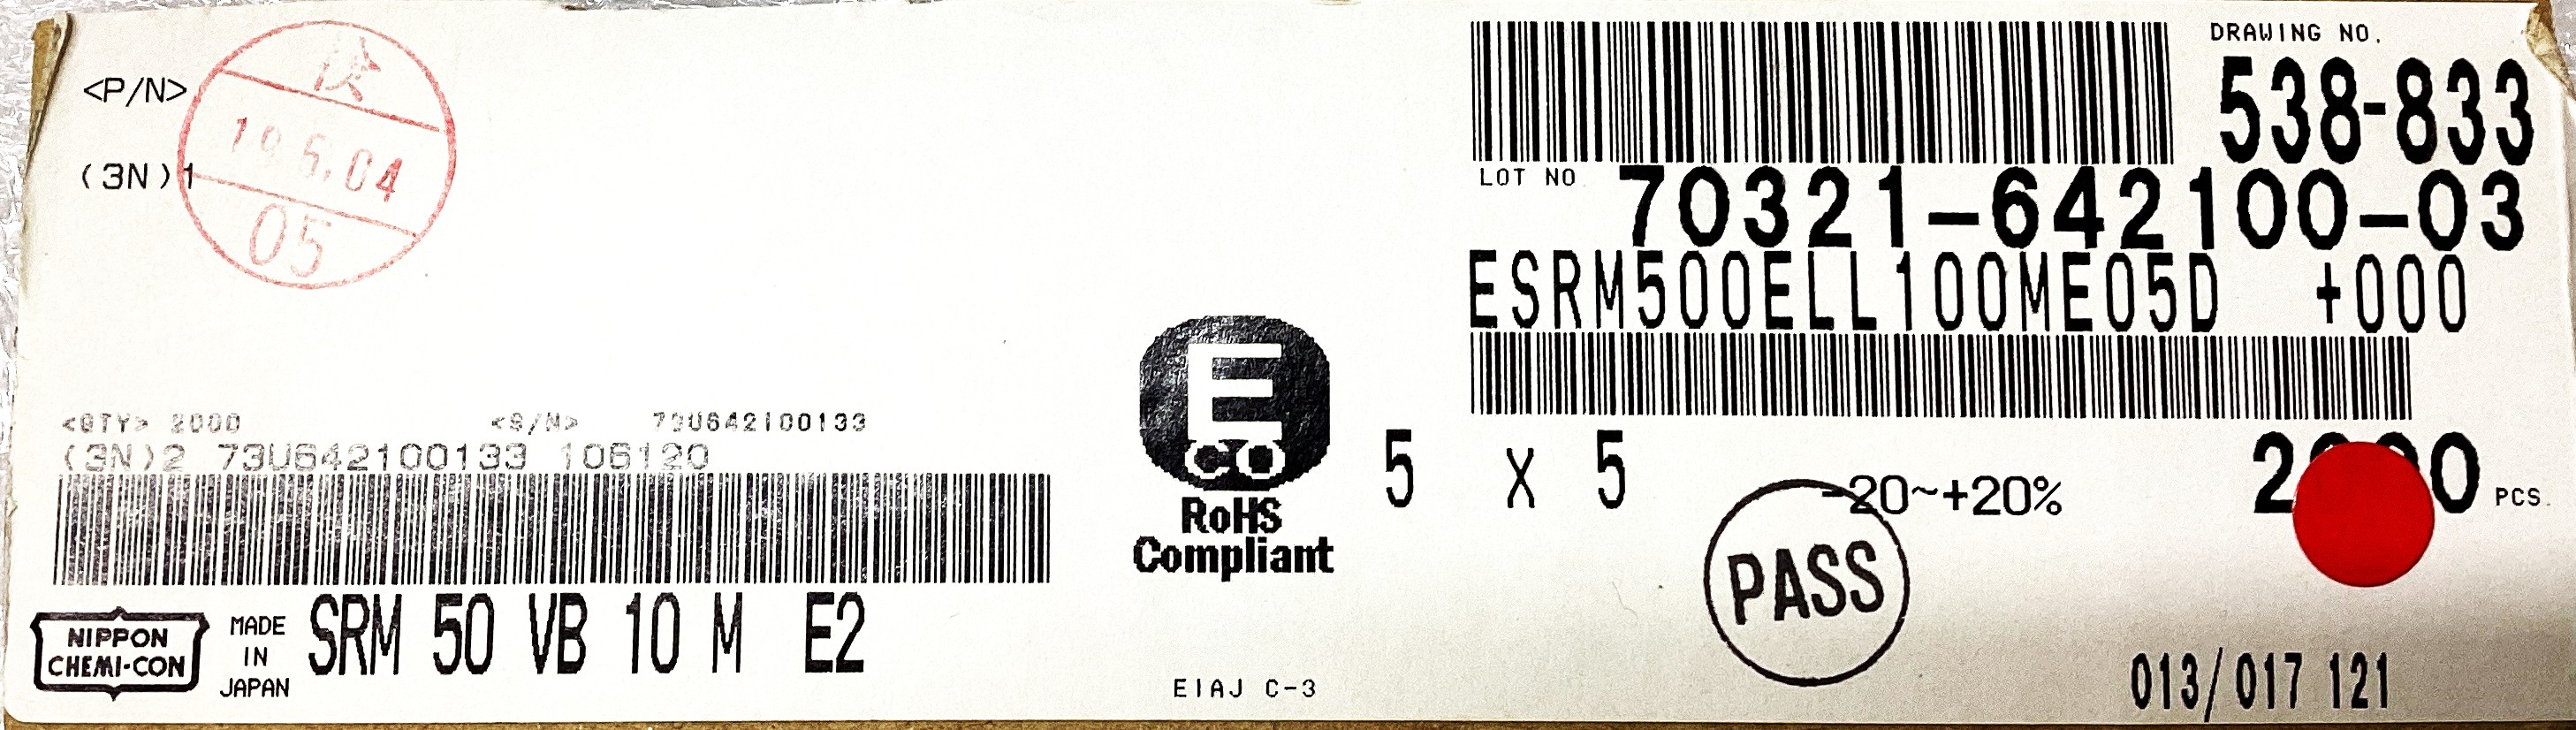 <P/N>
(3N)1
19.6.04
05
DRAWING NO.
538-833
LOT NO 70321-642100-03
ESRM500ELL100ME05D +000
<QTY> 2000 <S/N> 73U642100133
(3N)2 73U642100133 106120
E
CO
RoHS
Compliant
5 X 5
-20~+20%
PCS.
PASS
NIPPON
CHEMI-CON
MADE
IN
JAPAN
SRM 50 VB 10 M E2
EIAJ C-3
013/017 121